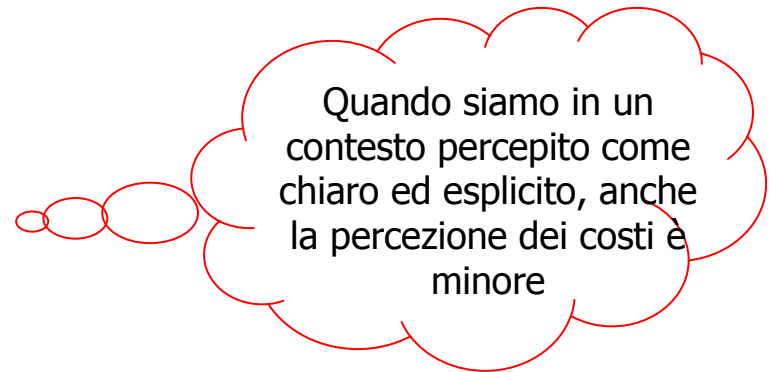 Quando siamo in un
contesto percepito come
chiaro ed esplicito, anche
la percezione dei costi è
minore